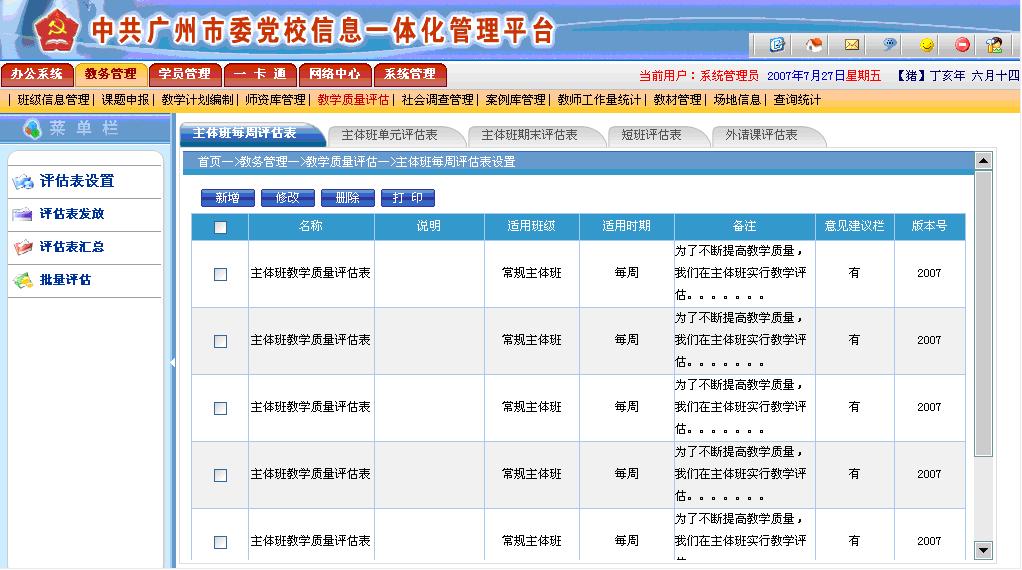 中共广州市委党校信息一体化管理平台
办公系统 教务管理 学员管理 一 卡 通 网络中心 系统管理 当前用户：系统管理员 2007年7月27日星期五 【猪】丁亥年 六月十四
| 班级信息管理| 课题申报| 教学计划编制| 师资库管理| 教学质量评估| 社会调查管理| 案例库管理| 教师工作量统计| 教材管理| 场地信息| 查询统计
菜 单 栏
评估表设置
评估表发放
评估表汇总
批量评估
主体班每周评估表 主体班单元评估表 主体班期末评估表 短班评估表 外请课评估表
首页—>教务管理—>教学质量评估—>主体班每周评估表设置
新增 修改 删除 打 印
名称 说明 适用班级 适用时期 备注 意见建议栏 版本号
主体班教学质量评估表 常规主体班 每周 为了不断提高教学质量，
我们在主体班实行教学评
估。。。。。。。 有 2007
主体班教学质量评估表 常规主体班 每周 为了不断提高教学质量，
我们在主体班实行教学评
估。。。。。。。 有 2007
主体班教学质量评估表 常规主体班 每周 为了不断提高教学质量，
我们在主体班实行教学评
估。。。。。。。 有 2007
主体班教学质量评估表 常规主体班 每周 为了不断提高教学质量，
我们在主体班实行教学评
估。。。。。。。 有 2007
主体班教学质量评估表 常规主体班 每周 为了不断提高教学质量，
我们在主体班实行教学评 有 2007